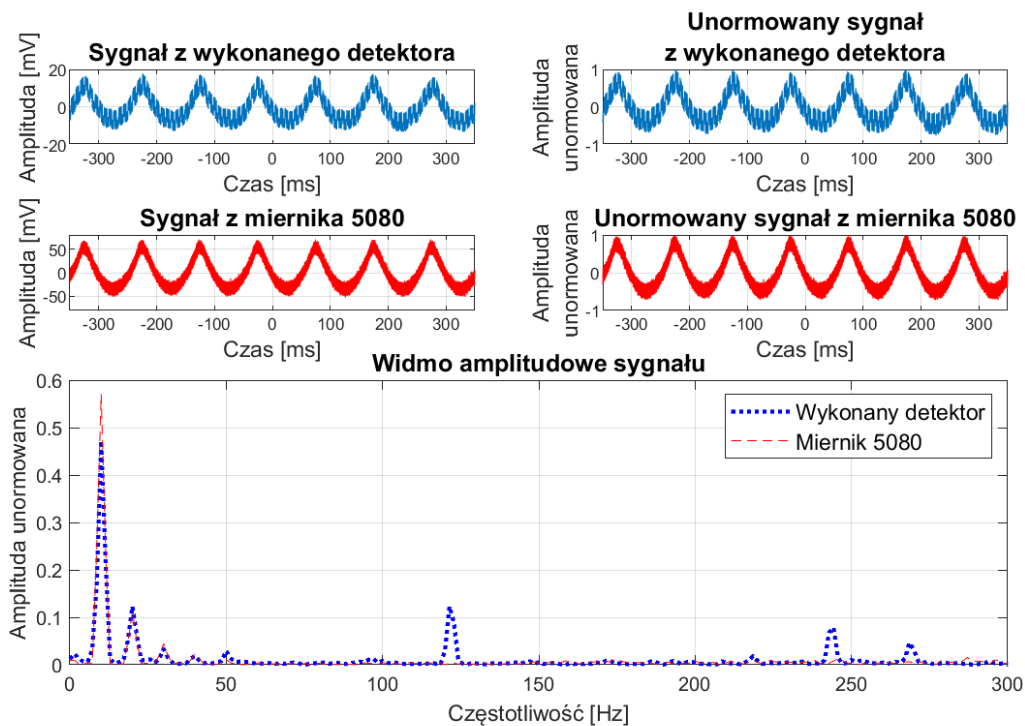 Sygnał z wykonanego detektora
Amplituda [mV]
20
0
-20
-300
-200
-100
0
100
200
300
Czas [ms]
Unormowany sygnał
z wykonanego detektora
Amplituda
unormowana
1
0
-1
-300
-200
-100
0
100
200
300
Czas [ms]
Sygnał z miernika 5080
Amplituda [mV]
50
0
-50
-300
-200
-100
0
100
200
300
Czas [ms]
Unormowany sygnał z miernika 5080
Amplituda
unormowana
1
0
-1
-300
-200
-100
0
100
200
300
Czas [ms]
Widmo amplitudowe sygnału
Amplituda unormowana
0.6
0.5
0.4
0.3
0.2
0.1
0
Wykonany detektor
Miernik 5080
0
50
100
150
200
250
300
Częstotliwość [Hz]